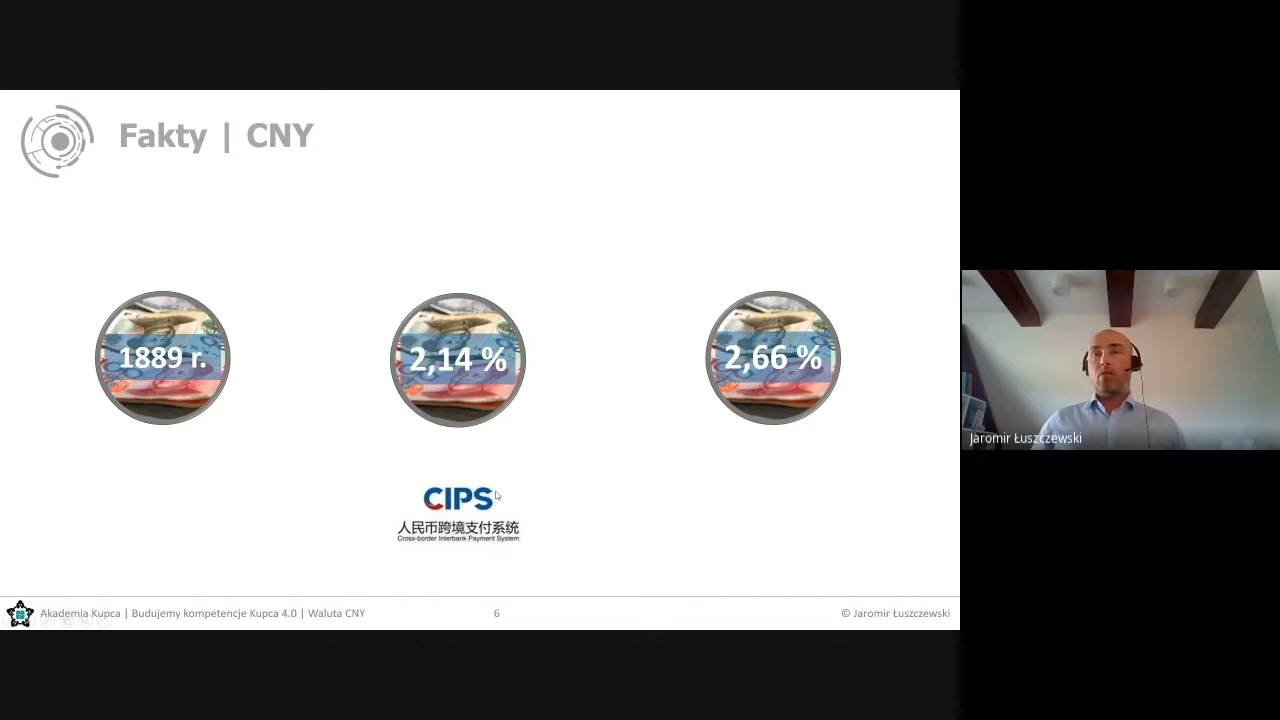 Fakty | CNY
1889 r.
2,14 %
2,66 %
CIPS
人民币跨境支付系统
Cross-border Interbank Payment System
Jaromir Łuszczewski
Akademia Kupca | Budujemy kompetencje Kupca 4.0 | Waluta CNY
6
© Jaromir Łuszczewski